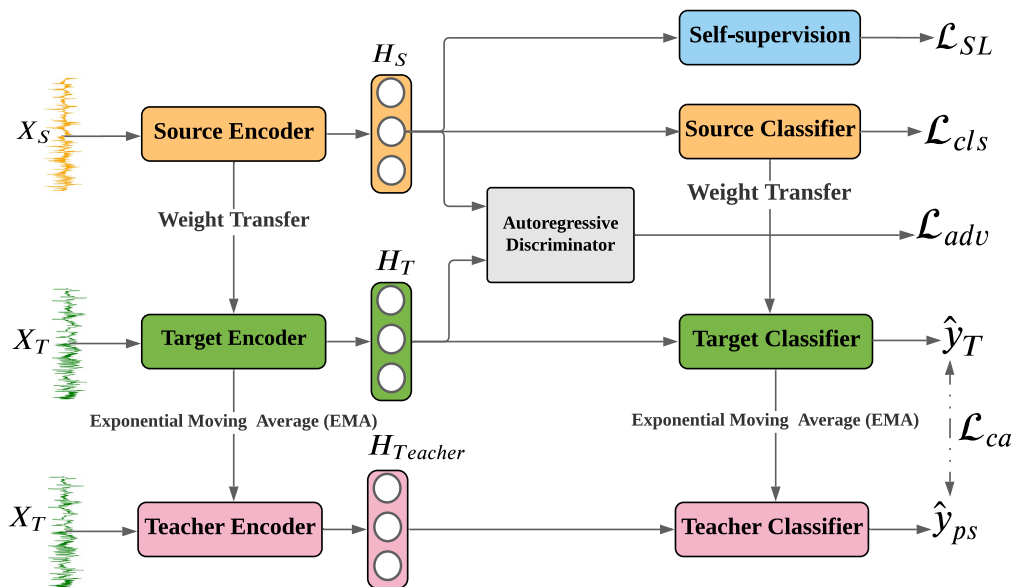 Self-supervision
ℒ_SL
H_S
X_S
Source Encoder
Source Classifier
ℒ_cls
Weight Transfer
Weight Transfer
Autoregressive
Discriminator
ℒ_adv
H_T
X_T
Target Encoder
Target Classifier
ŷ_T
Exponential Moving Average (EMA)
Exponential Moving Average (EMA)
ℒ_ca
H_Teacher
X_T
Teacher Encoder
Teacher Classifier
ŷ_ps